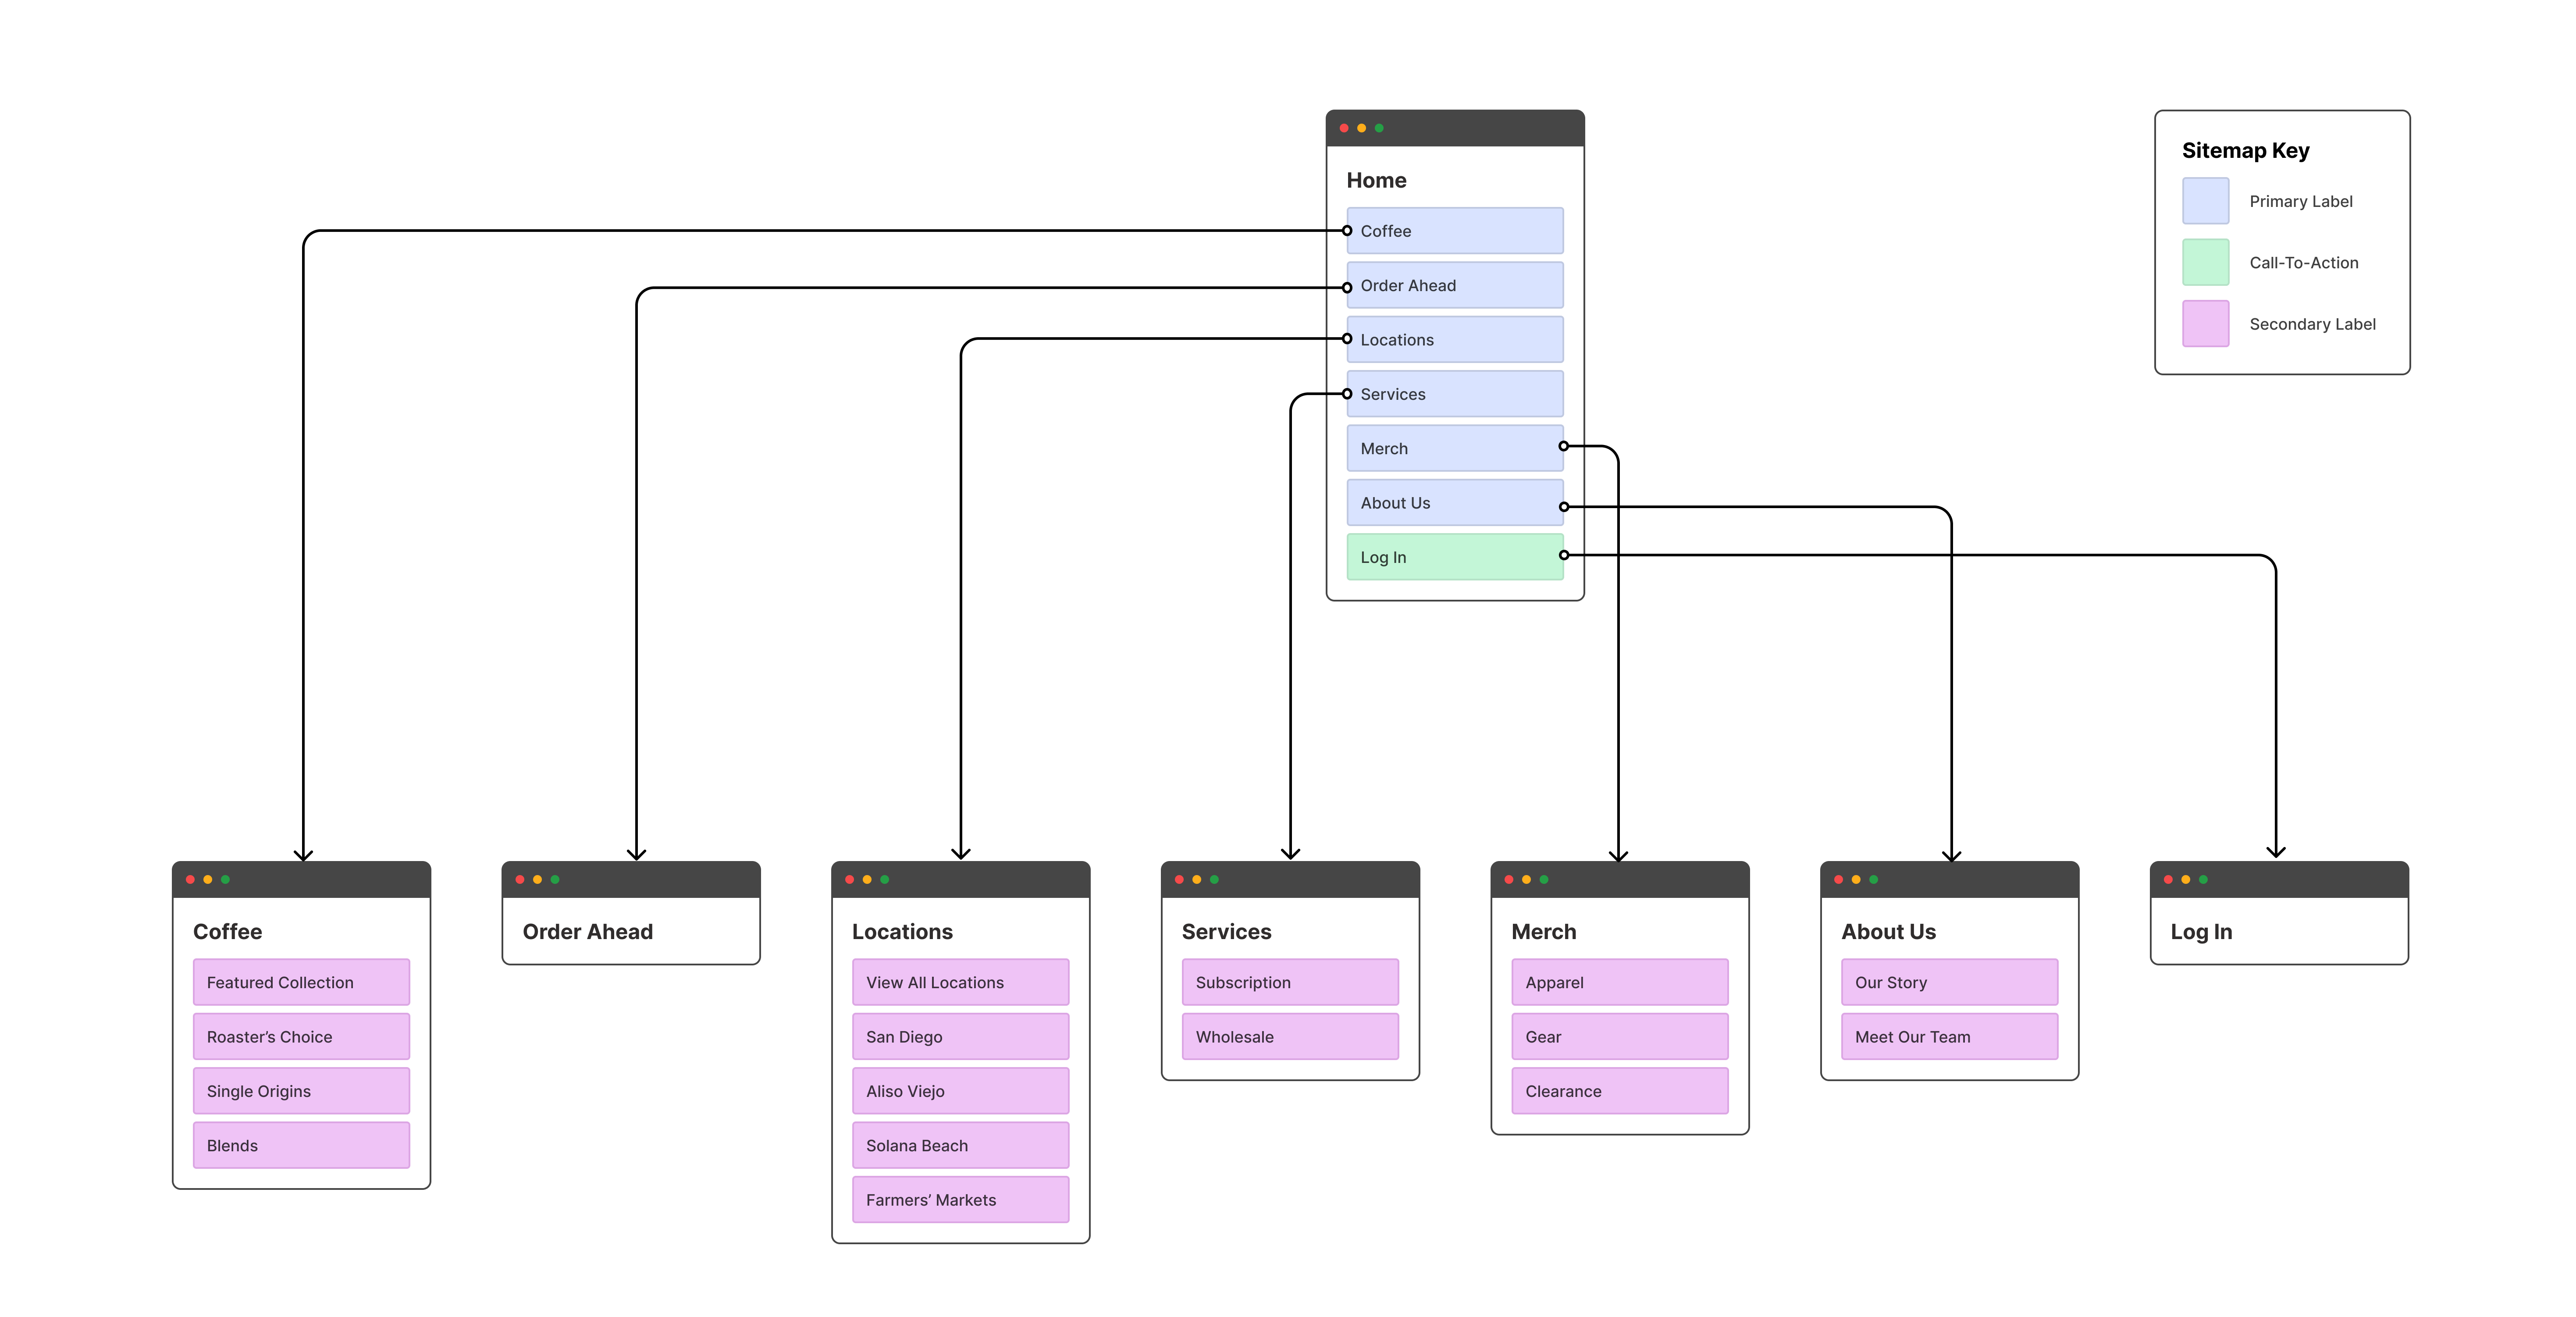 Home
Coffee
Order Ahead
Locations
Services
Merch
About Us
Log In
Sitemap Key
Primary Label
Call-To-Action
Secondary Label
Coffee
Featured Collection
Roaster’s Choice
Single Origins
Blends
Order Ahead
Locations
View All Locations
San Diego
Aliso Viejo
Solana Beach
Farmers’ Markets
Services
Subscription
Wholesale
Merch
Apparel
Gear
Clearance
About Us
Our Story
Meet Our Team
Log In